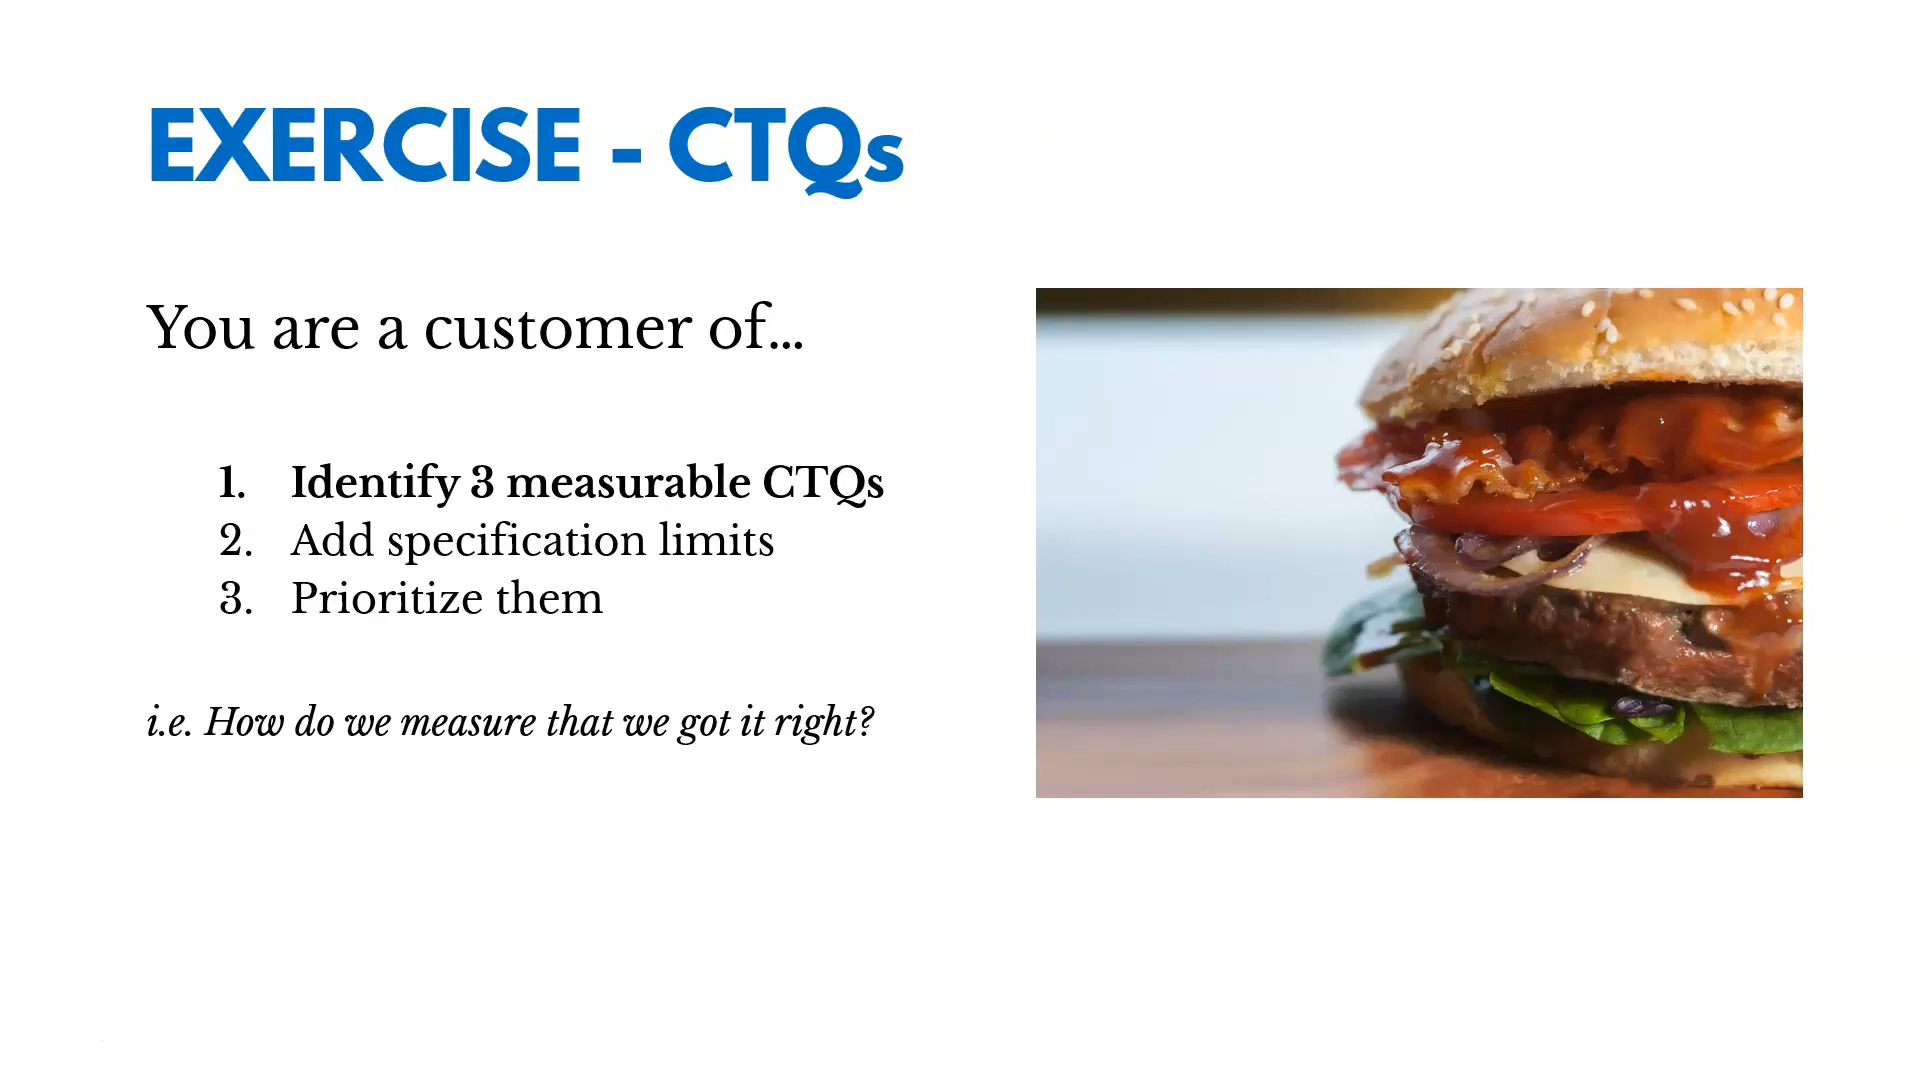 EXERCISE - CTQs
You are a customer of…
1. Identify 3 measurable CTQs
2. Add specification limits
3. Prioritize them
i.e. How do we measure that we got it right?